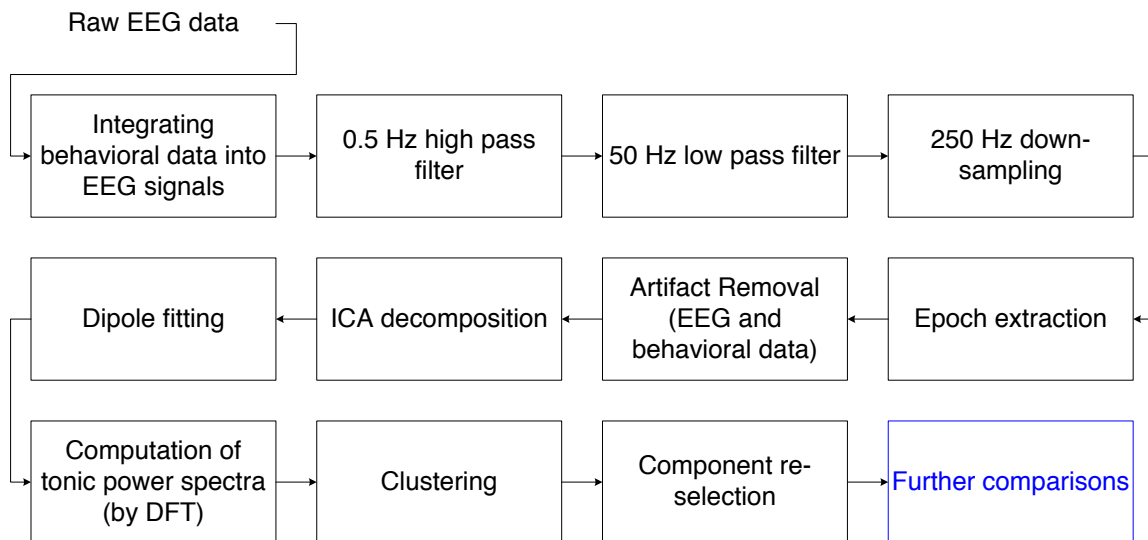 Raw EEG data
Integrating
behavioral data into
EEG signals
0.5 Hz high pass
filter
50 Hz low pass filter
250 Hz down-
sampling
Epoch extraction
Artifact Removal
(EEG and
behavioral data)
ICA decomposition
Dipole fitting
Computation of
tonic power spectra
(by DFT)
Clustering
Component re-
selection
Further comparisons